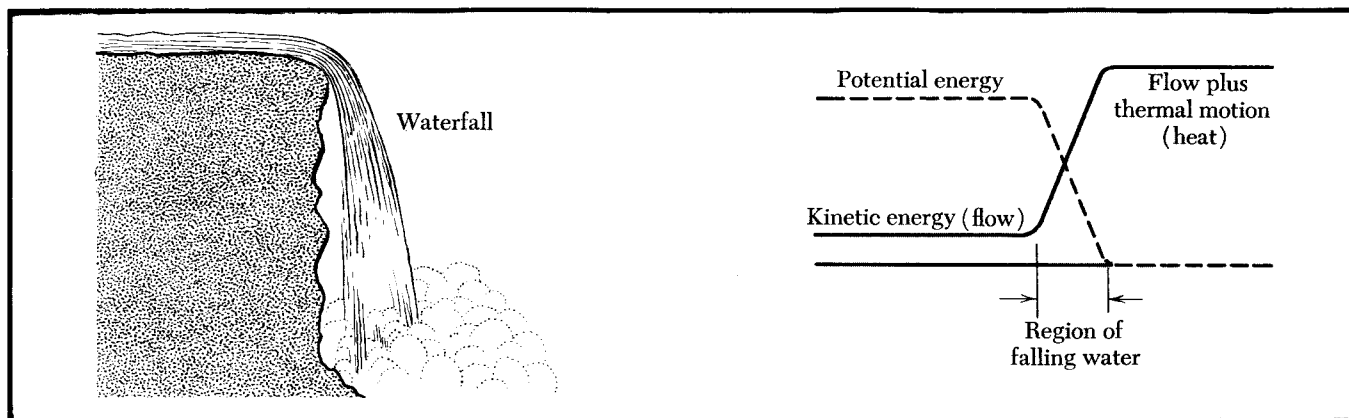 Waterfall
Potential energy
Flow plus
thermal motion
(heat)
Kinetic energy (flow)
Region of
falling water